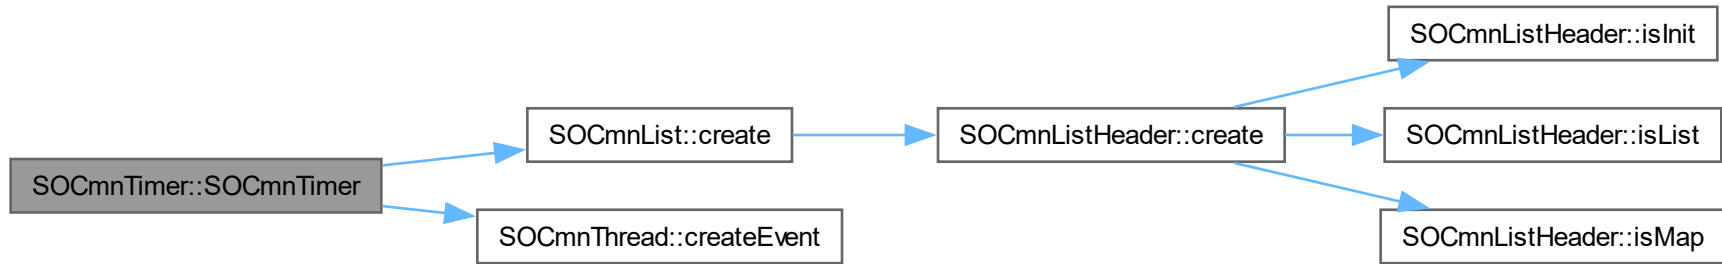 SOCmnTimer::SOCmnTimer
SOCmnList::create
SOCmnThread::createEvent
SOCmnListHeader::create
SOCmnListHeader::isInit
SOCmnListHeader::isList
SOCmnListHeader::isMap